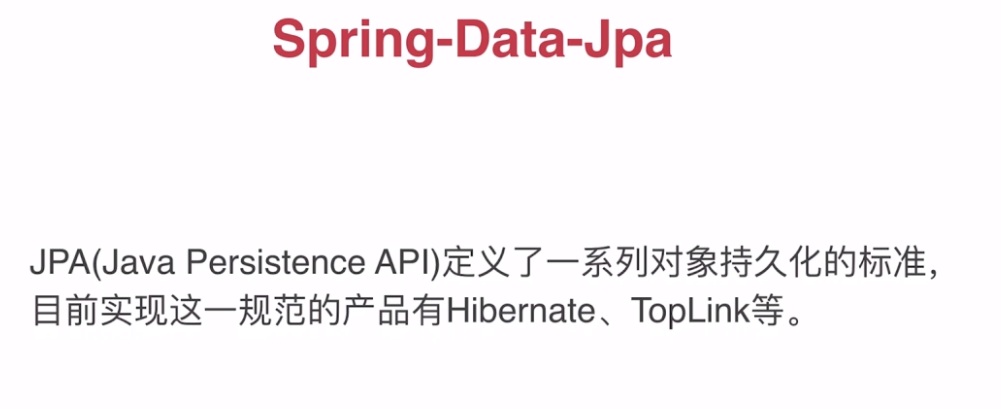 Spring-Data-Jpa
JPA(Java Persistence API)定义了一系列对象持久化的标准，
目前实现这一规范的产品有Hibernate、TopLink等。